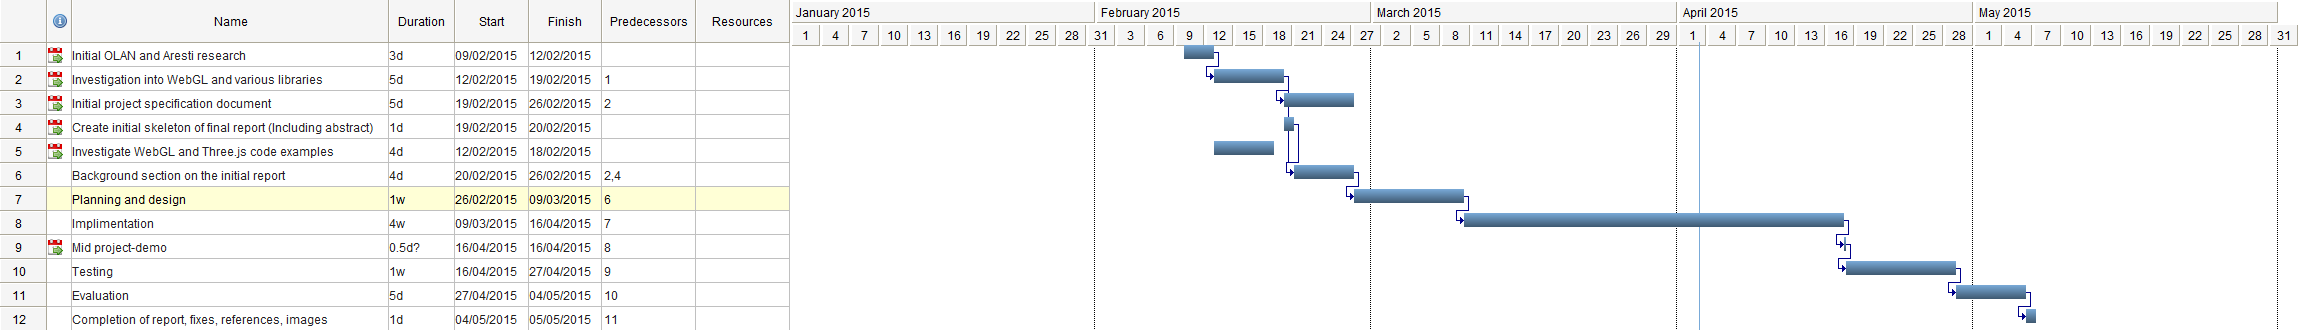 Name Duration Start Finish Predecessors Resources
January 2015 February 2015 March 2015 April 2015 May 2015
1 4 7 10 13 16 19 22 25 28 31 3 6 9 12 15 18 21 24 27 2 5 8 11 14 17 20 23 26 29 1 4 7 10 13 16 19 22 25 28 1 4 7 10 13 16 19 22 25 28 31
1 Initial OLAN and Aresti research 3d 09/02/2015 12/02/2015
2 Investigation into WebGL and various libraries 5d 12/02/2015 19/02/2015 1
3 Initial project specification document 5d 19/02/2015 26/02/2015 2
4 Create initial skeleton of final report (Including abstract) 1d 19/02/2015 20/02/2015
5 Investigate WebGL and Three.js code examples 4d 12/02/2015 18/02/2015
6 Background section on the initial report 4d 20/02/2015 26/02/2015 2,4
7 Planning and design 1w 26/02/2015 09/03/2015 6
8 Implimentation 4w 09/03/2015 16/04/2015 7
9 Mid project-demo 0.5d? 16/04/2015 16/04/2015 8
10 Testing 1w 16/04/2015 27/04/2015 9
11 Evaluation 5d 27/04/2015 04/05/2015 10
12 Completion of report, fixes, references, images 1d 04/05/2015 05/05/2015 11